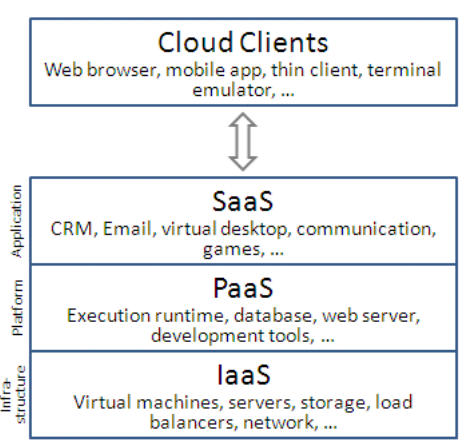 Cloud Clients
Web browser, mobile app, thin client, terminal
emulator, ...
Application
SaaS
CRM, Email, virtual desktop, communication,
games, ...
Platform
PaaS
Execution runtime, database, web server,
development tools, ...
Infra-
structure
IaaS
Virtual machines, servers, storage, load
balancers, network, ...